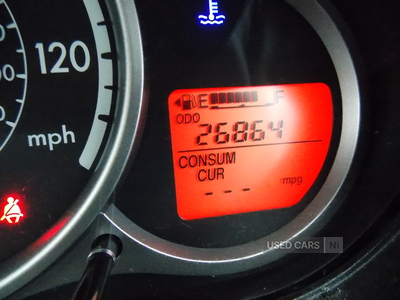 120
mph
E F
ODO
26864
CONSUM
CUR
--- mpg
USED CARS NI